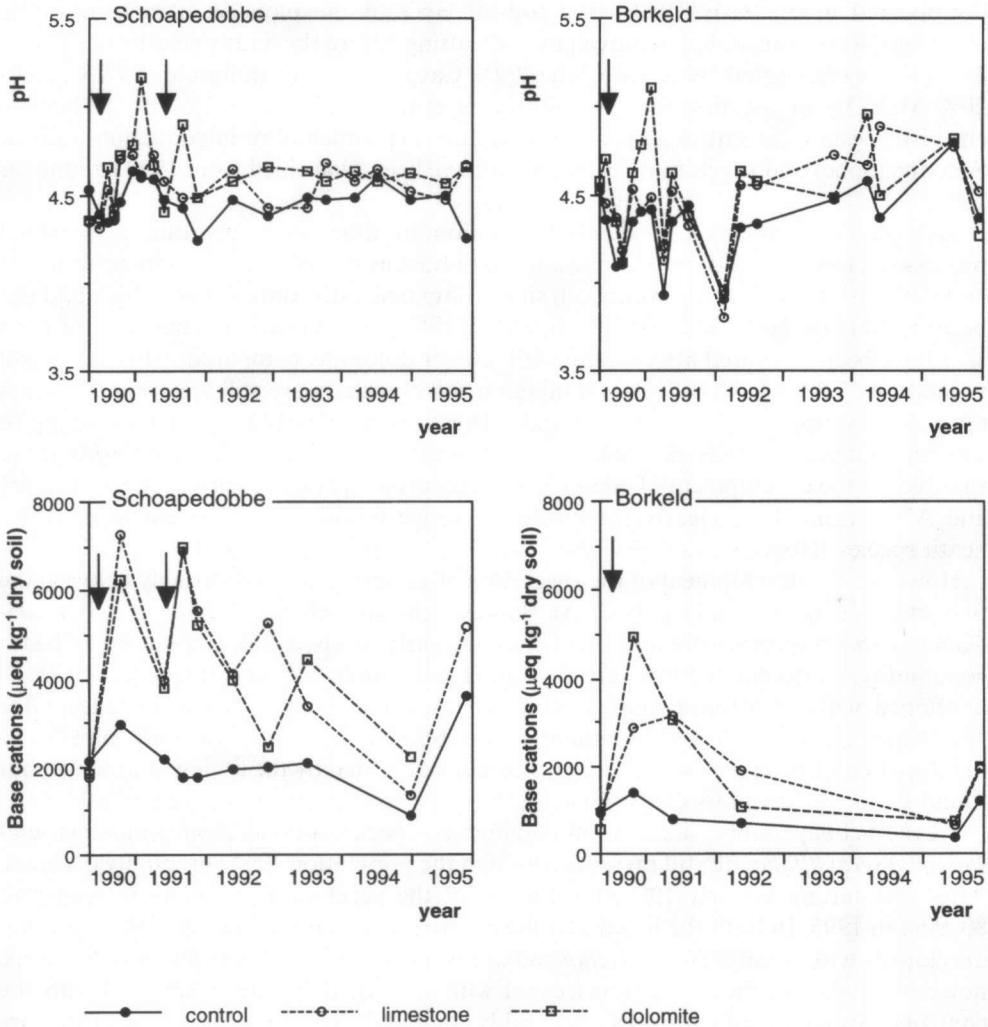 Schoapedobbe
Borkeld
5.5
pH
4.5
3.5
1990 1991 1992 1993 1994 1995
year
5.5
pH
4.5
3.5
1990 1991 1992 1993 1994 1995
year
Schoapedobbe
Borkeld
8000
6000
4000
2000
0
Base cations (µeq kg-1 dry soil)
1990 1991 1992 1993 1994 1995
year
8000
6000
4000
2000
0
Base cations (µeq kg-1 dry soil)
1990 1991 1992 1993 1994 1995
year
control limestone dolomite